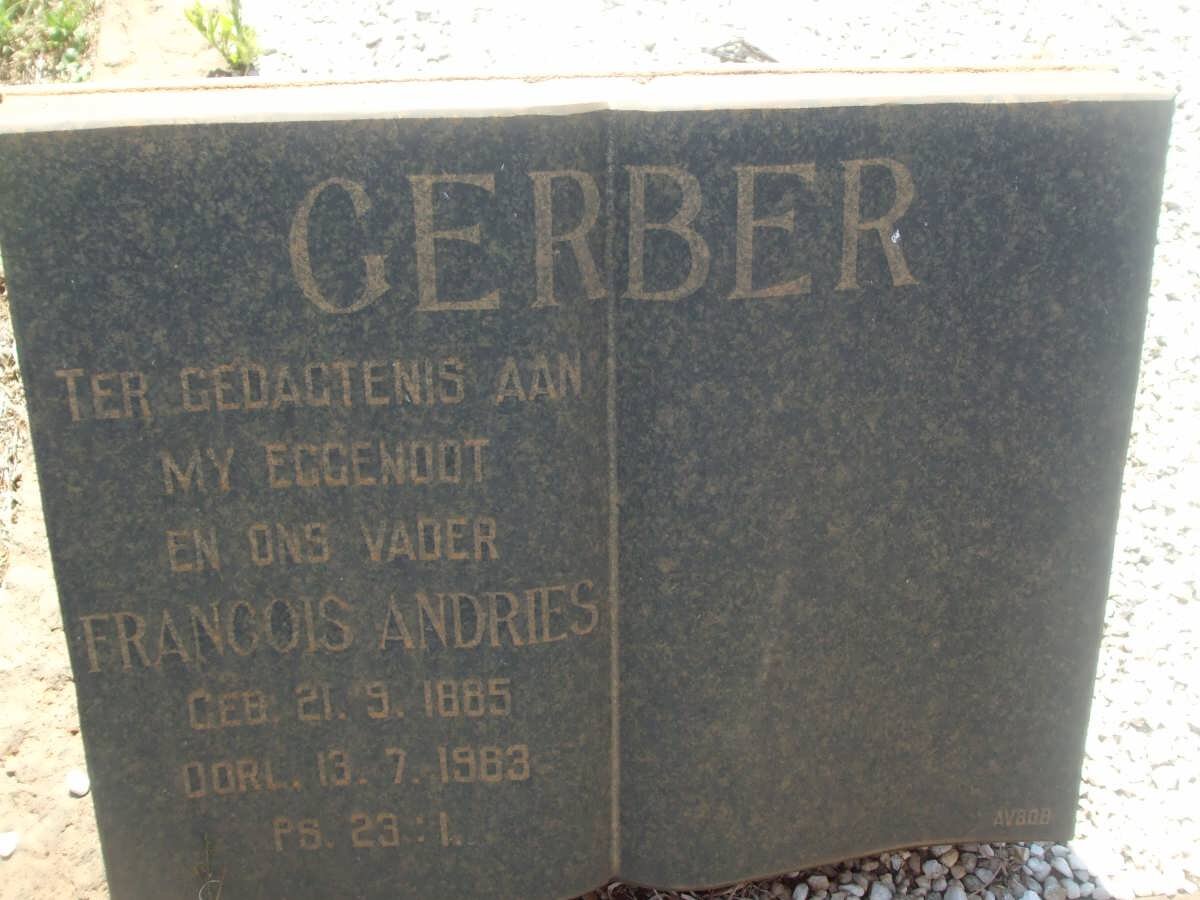 GERBER
TER GEDAGTENIS AAN
MY EGGENOOT
EN ONS VADER
FRANCOIS ANDRIES
GEB. 21. 9. 1885
OORL. 13. 7. 1963
PS. 23 : 1.
AVBOB